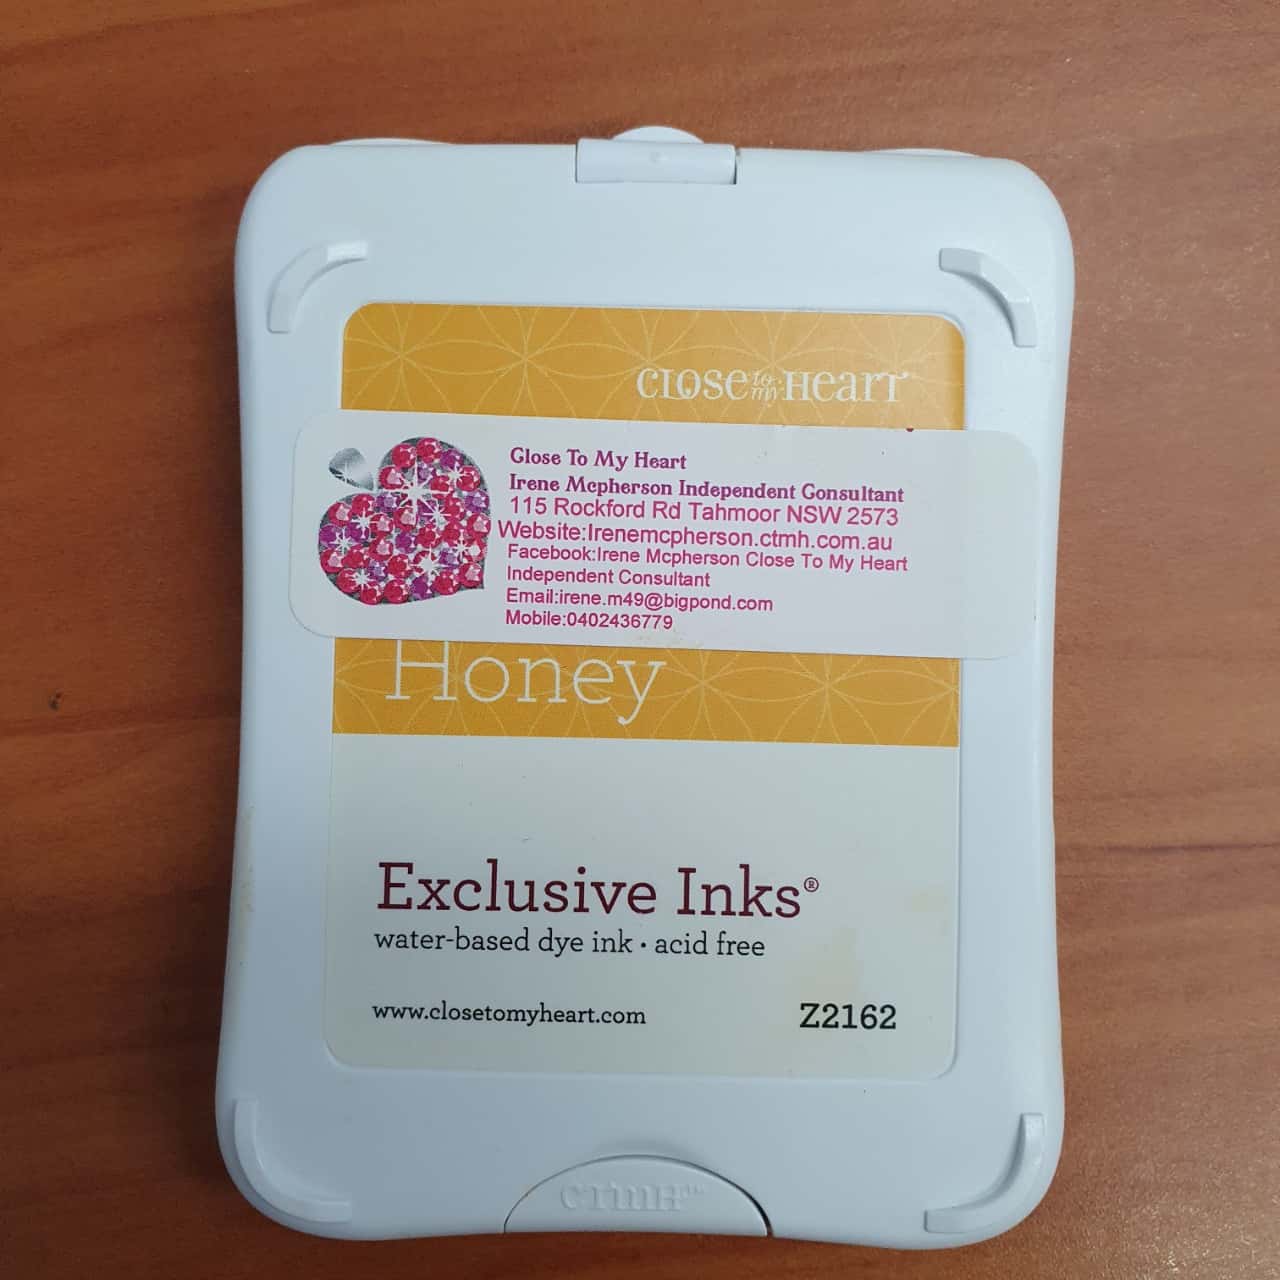 CLOSE to my HEART
Close To My Heart
Irene Mcpherson Independent Consultant
115 Rockford Rd Tahmoor NSW 2573
Website:Irenemcpherson.ctmh.com.au
Facebook:Irene Mcpherson Close To My Heart
Independent Consultant
Email:irene.m49@bigpond.com
Mobile:0402436779
Honey
Exclusive Inks®
water-based dye ink • acid free
www.closetomyheart.com Z2162
CTMH™